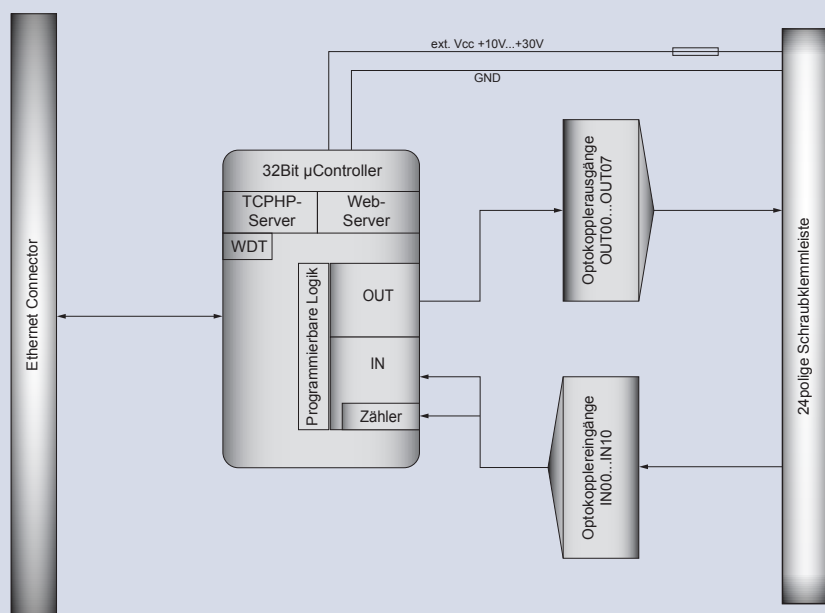 ext. Vcc +10V...+30V
GND
32Bit µController
TCPHP-
Server
Web-
Server
WDT
Programmierbare Logik
OUT
IN
Zähler
Ethernet Connector
Optokopplerausgänge
OUT00...OUT07
Optokopplereingänge
IN00...IN10
24polige Schraubklemmleiste